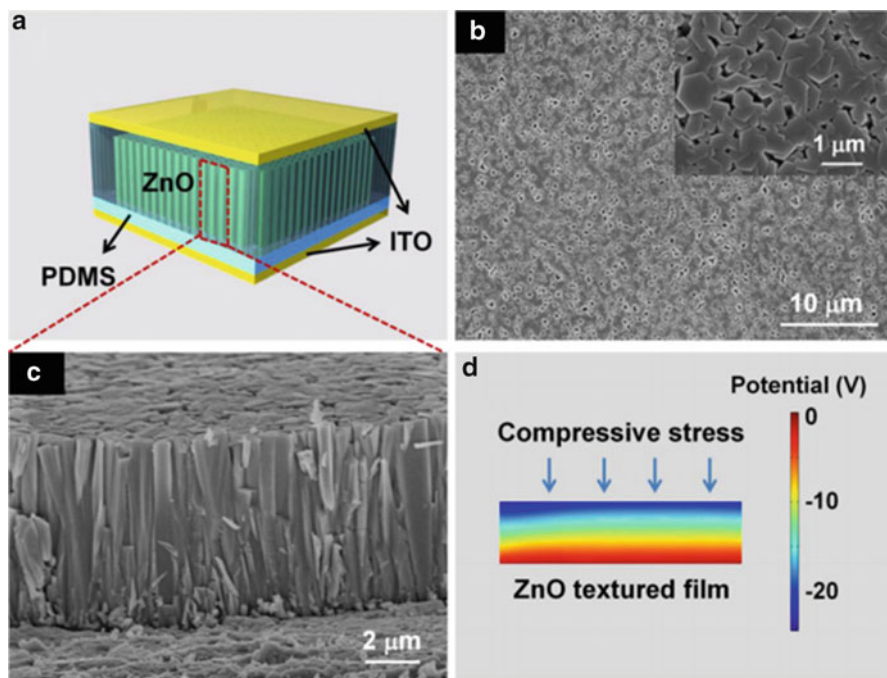 a
ZnO
PDMS
ITO
b
1 μm
10 μm
c
2 μm
d
Potential (V)
0
Compressive stress
-10
-20
ZnO textured film